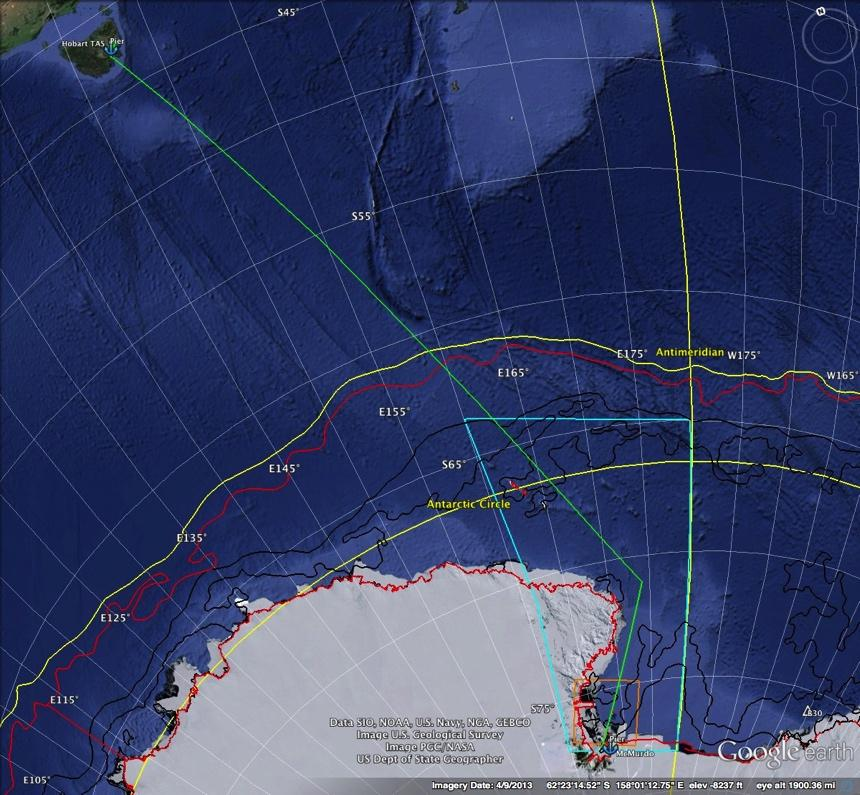 S45°
N
Hobart TAS Pier
S55°
E175° Antimeridian W175°
E165°
W165°
E155°
S65°
E145°
Antarctic Circle
E135°
E125°
E115°
S75°
B30
Data SIO, NOAA, U.S. Navy, NGA, GEBCO
Image U.S. Geological Survey
Image PGC/NASA
US Dept of State Geographer
Pier
McMurdo
Google earth
E105°
Imagery Date: 4/9/2013 62°23'14.52" S 158°01'12.75" E elev -8237 ft eye alt 1900.36 mi